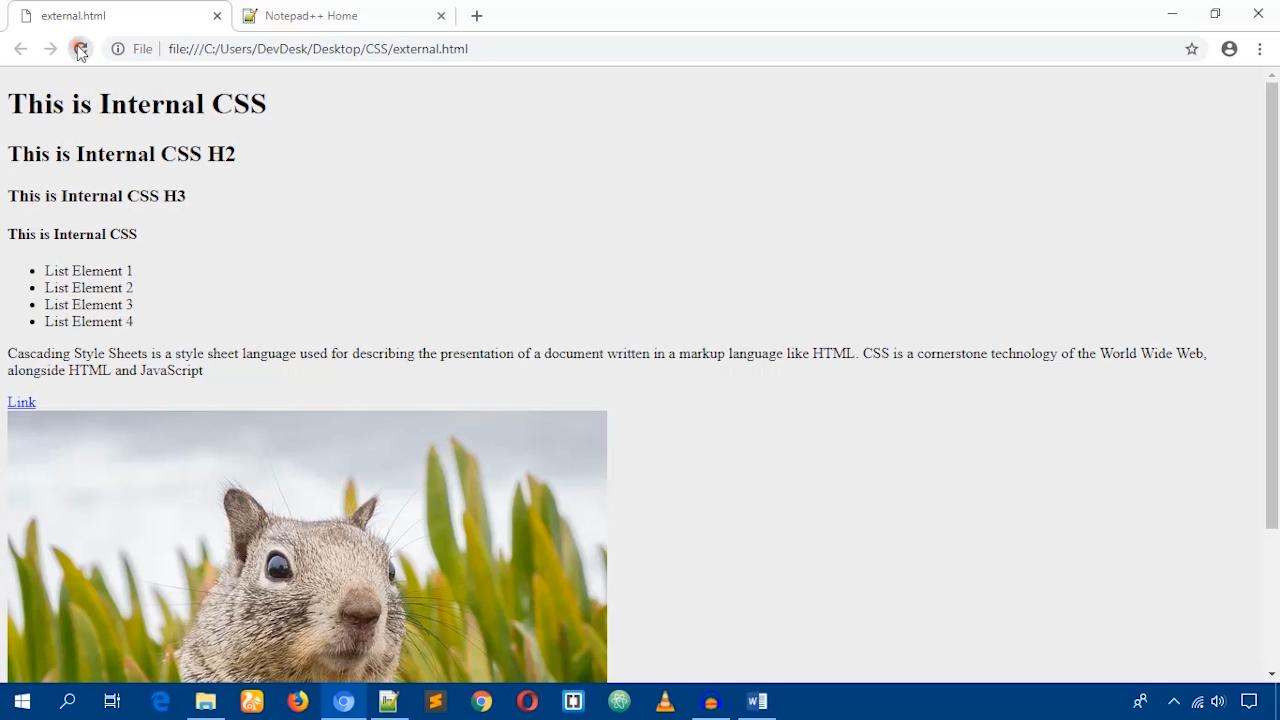 external.html
Notepad++ Home
File
file:///C:/Users/DevDesk/Desktop/CSS/external.html
This is Internal CSS
This is Internal CSS H2
This is Internal CSS H3
This is Internal CSS
• List Element 1
• List Element 2
• List Element 3
• List Element 4
Cascading Style Sheets is a style sheet language used for describing the presentation of a document written in a markup language like HTML. CSS is a cornerstone technology of the World Wide Web,
alongside HTML and JavaScript
Link